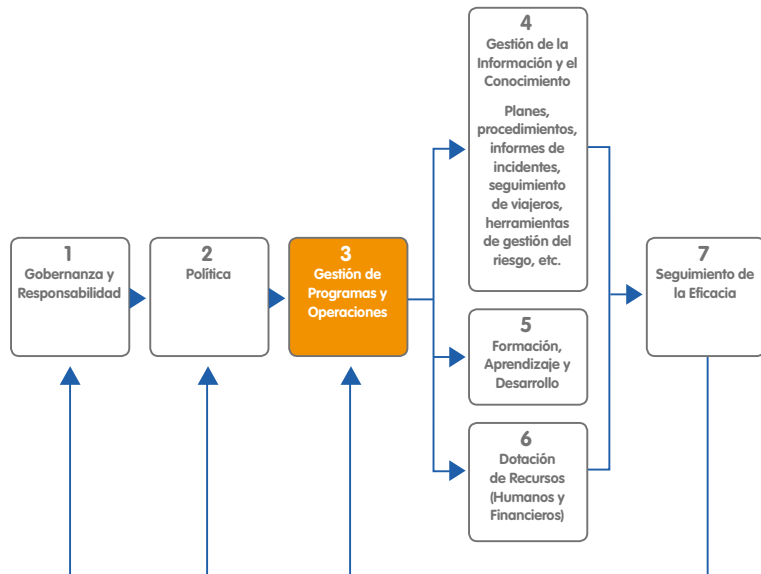 1
Gobernanza y
Responsabilidad
2
Política
3
Gestión de
Programas y
Operaciones
4
Gestión de la
Información y el
Conocimiento
Planes,
procedimientos,
informes de
incidentes,
seguimiento
de viajeros,
herramientas
de gestión del
riesgo, etc.
5
Formación,
Aprendizaje y
Desarrollo
6
Dotación
de Recursos
(Humanos y
Financieros)
7
Seguimiento de
la Eficacia